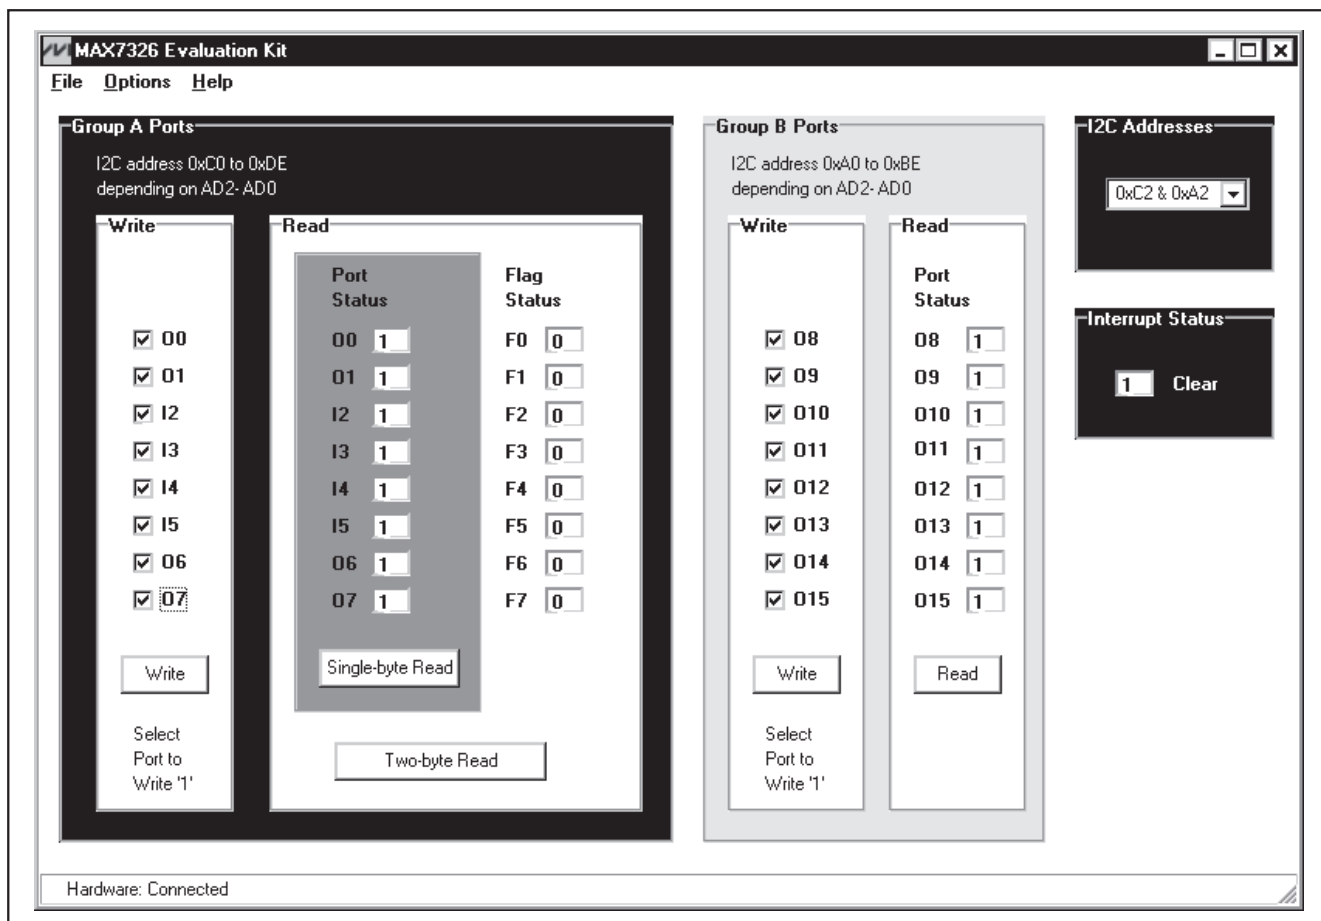 MAX7326 Evaluation Kit
File Options Help
Group A Ports
I2C address 0xC0 to 0xDE
depending on AD2- AD0
Write
O0
O1
I2
I3
I4
I5
O6
O7
Write
Select
Port to
Write '1'
Read
Port
Status
O0 1
O1 1
I2 1
I3 1
I4 1
I5 1
O6 1
O7 1
Single-byte Read
Flag
Status
F0 0
F1 0
F2 0
F3 0
F4 0
F5 0
F6 0
F7 0
Two-byte Read
Group B Ports
I2C address 0xA0 to 0xBE
depending on AD2- AD0
Write
O8
O9
O10
O11
O12
O13
O14
O15
Write
Select
Port to
Write '1'
Read
Port
Status
O8 1
O9 1
O10 1
O11 1
O12 1
O13 1
O14 1
O15 1
Read
I2C Addresses
0xC2 & 0xA2
Interrupt Status
1 Clear
Hardware: Connected